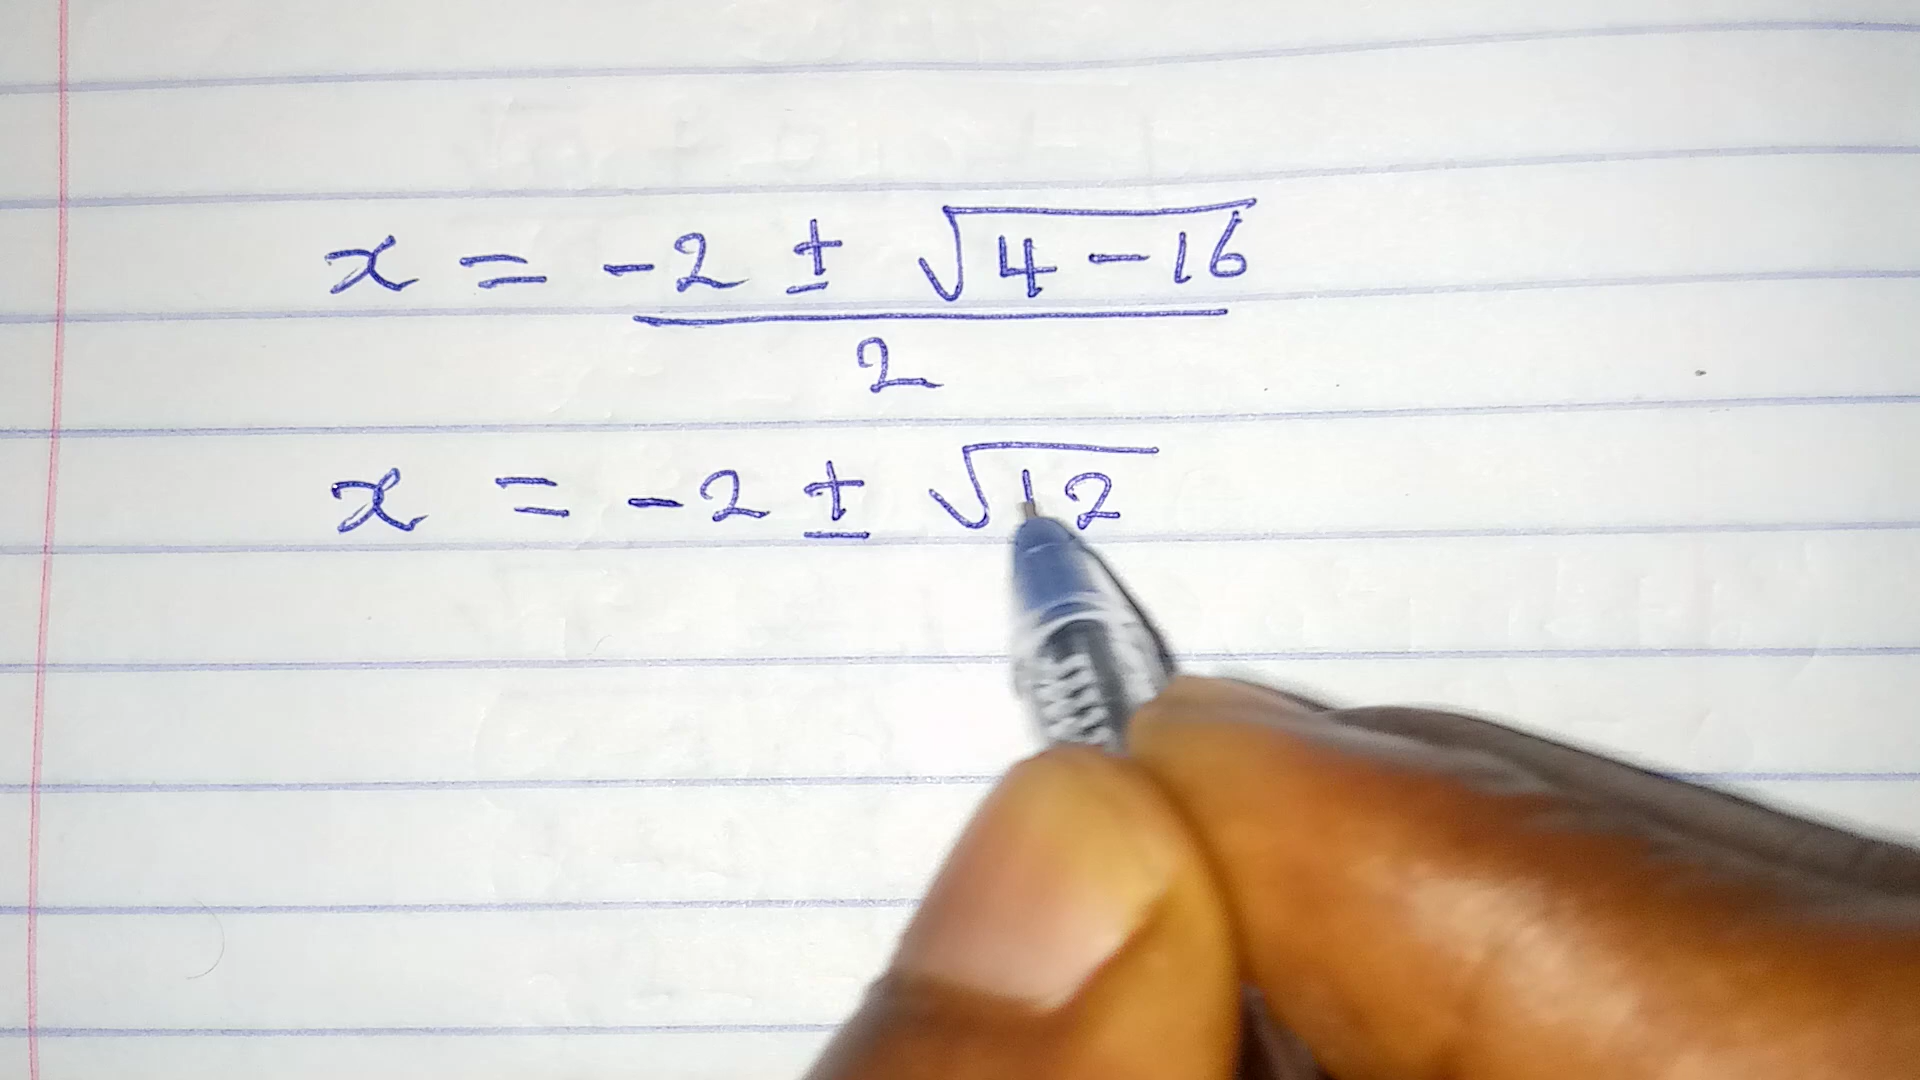 x = -2 ± √4-16
2
x = -2 ± √12